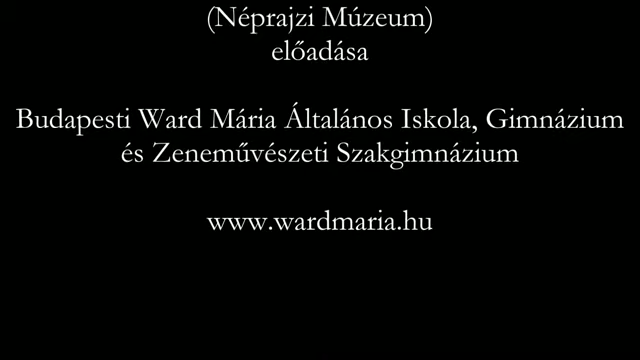 (Néprajzi Múzeum)
előadása
Budapesti Ward Mária Általános Iskola, Gimnázium
és Zeneművészeti Szakgimnázium
www.wardmaria.hu